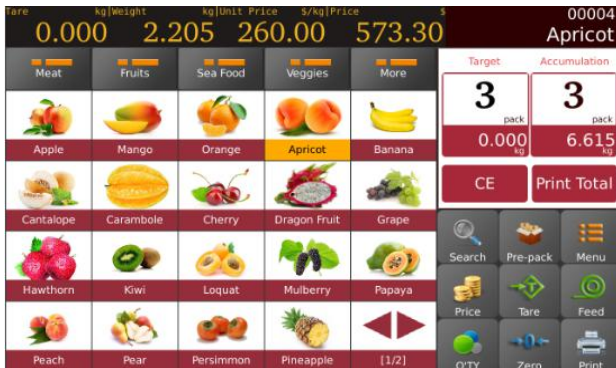 Tare kg|Weight kg|Unit Price $/kg|Price $
0.000 2.205 260.00 573.30
00004
Apricot
Meat Fruits Sea Food Veggies More
Target Accumulation
3 3
pack pack
0.000 6.615
kg kg
Apple Mango Orange Apricot Banana
CE Print Total
Cantalope Carambole Cherry Dragon Fruit Grape
Search Pre-pack Menu
Hawthorn Kiwi Loquat Mulberry Papaya
Price Tare Feed
Peach Pear Persimmon Pineapple [1/2]
Q'TY Zero Print